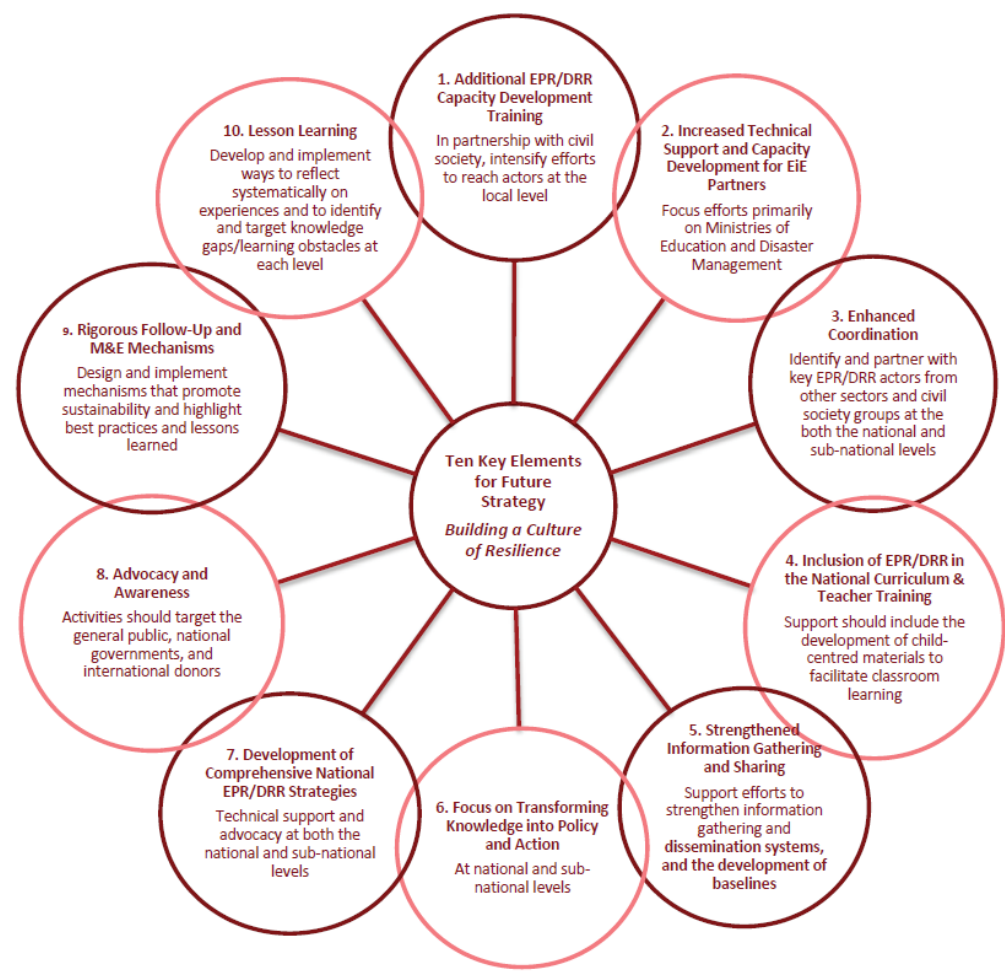 1. Additional EPR/DRR
Capacity Development
Training
In partnership with civil
society, intensify efforts
to reach actors at the
local level
2. Increased Technical
Support and Capacity
Development for EiE
Partners
Focus efforts primarily
on Ministries of
Education and Disaster
Management
3. Enhanced
Coordination
Identify and partner with
key EPR/DRR actors from
other sectors and civil
society groups at the
both the national and
sub-national levels
4. Inclusion of EPR/DRR in
the National Curriculum &
Teacher Training
Support should include the
development of child-
centred materials to
facilitate classroom
learning
5. Strengthened
Information Gathering
and Sharing
Support efforts to
strengthen information
gathering and
dissemination systems,
and the development of
baselines
6. Focus on Transforming
Knowledge into Policy
and Action
At national and sub-
national levels
7. Development of
Comprehensive National
EPR/DRR Strategies
Technical support and
advocacy at both the
national and sub-national
levels
8. Advocacy and
Awareness
Activities should target the
general public, national
governments, and
international donors
9. Rigorous Follow-Up and
M&E Mechanisms
Design and implement
mechanisms that promote
sustainability and highlight
best practices and lessons
learned
10. Lesson Learning
Develop and implement
ways to reflect
systematically on
experiences and to identify
and target knowledge
gaps/learning obstacles at
each level
Ten Key Elements
for Future
Strategy
Building a Culture
of Resilience